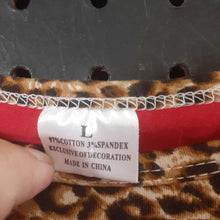 L
97%COTTON 3%SPANDEX
EXCLUSIVE OF DECORATION
MADE IN CHINA